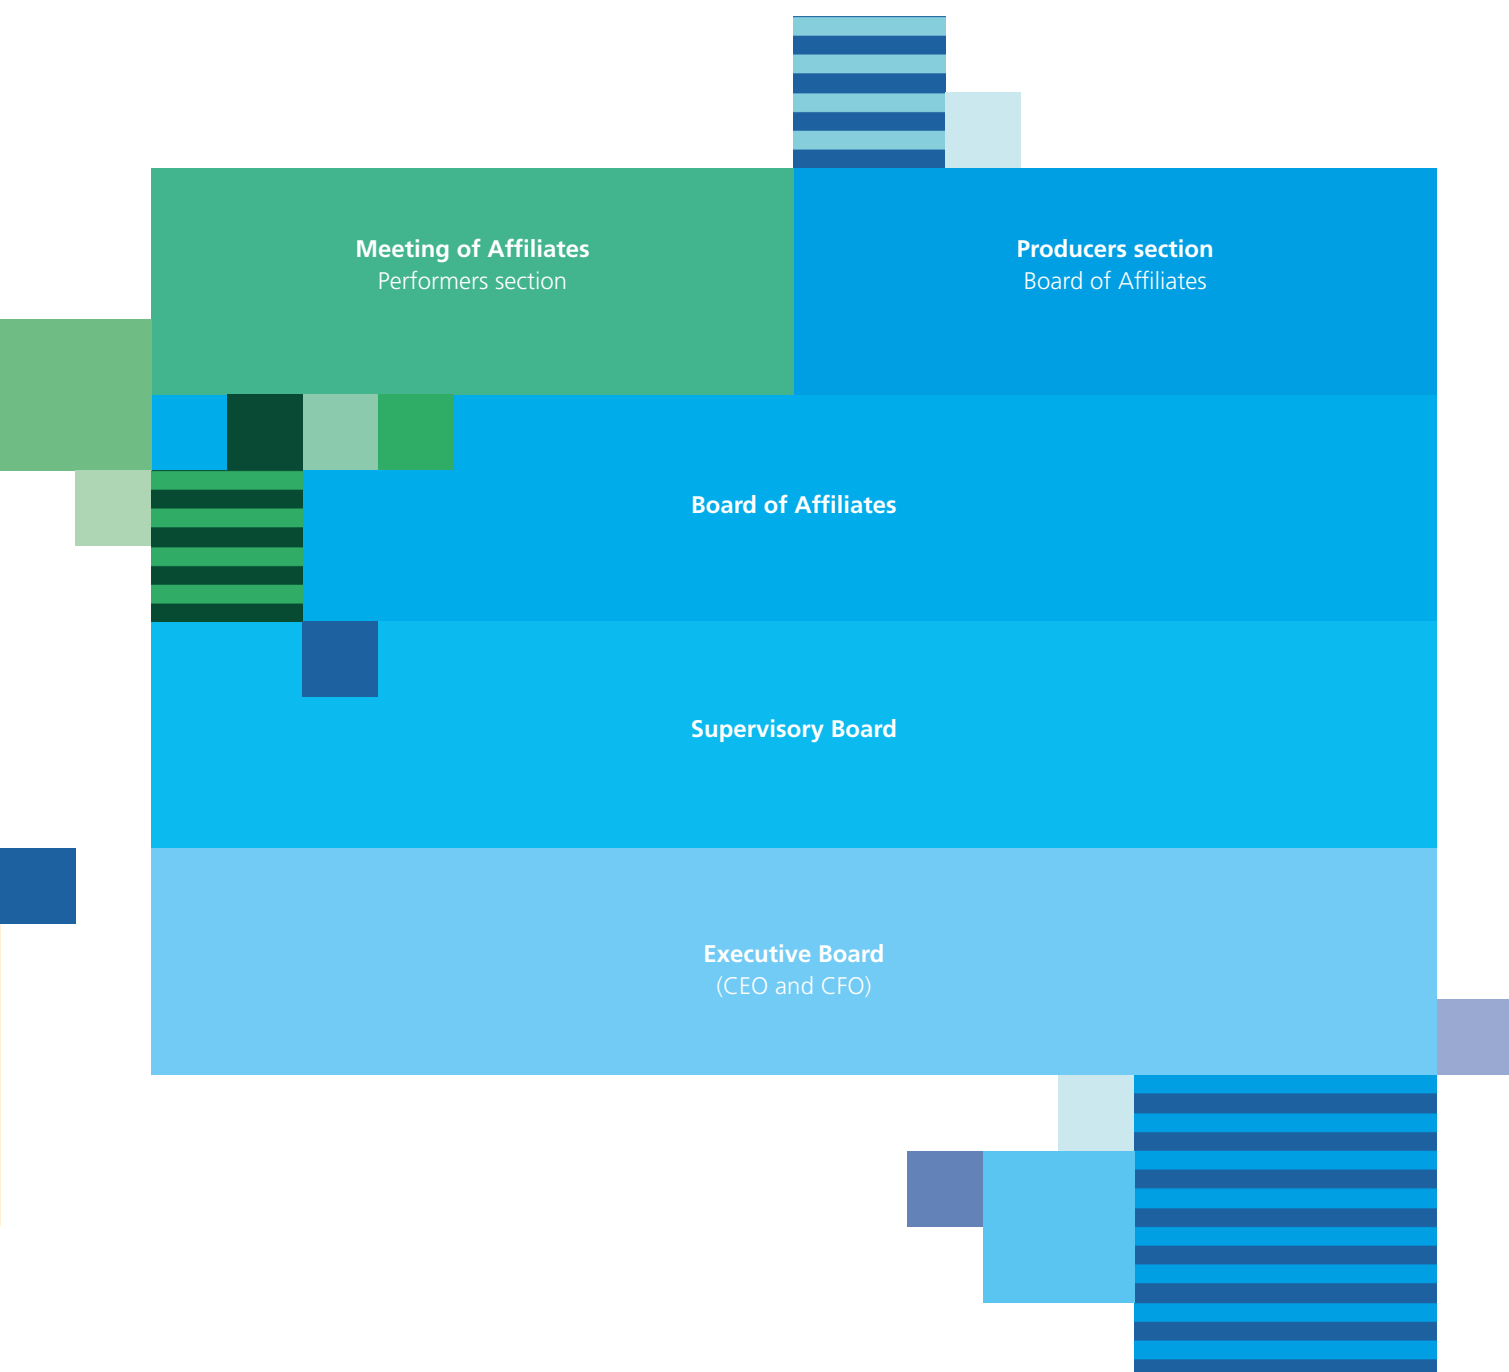 Meeting of Affiliates
Performers section
Producers section
Board of Affiliates
Board of Affiliates
Supervisory Board
Executive Board
(CEO and CFO)